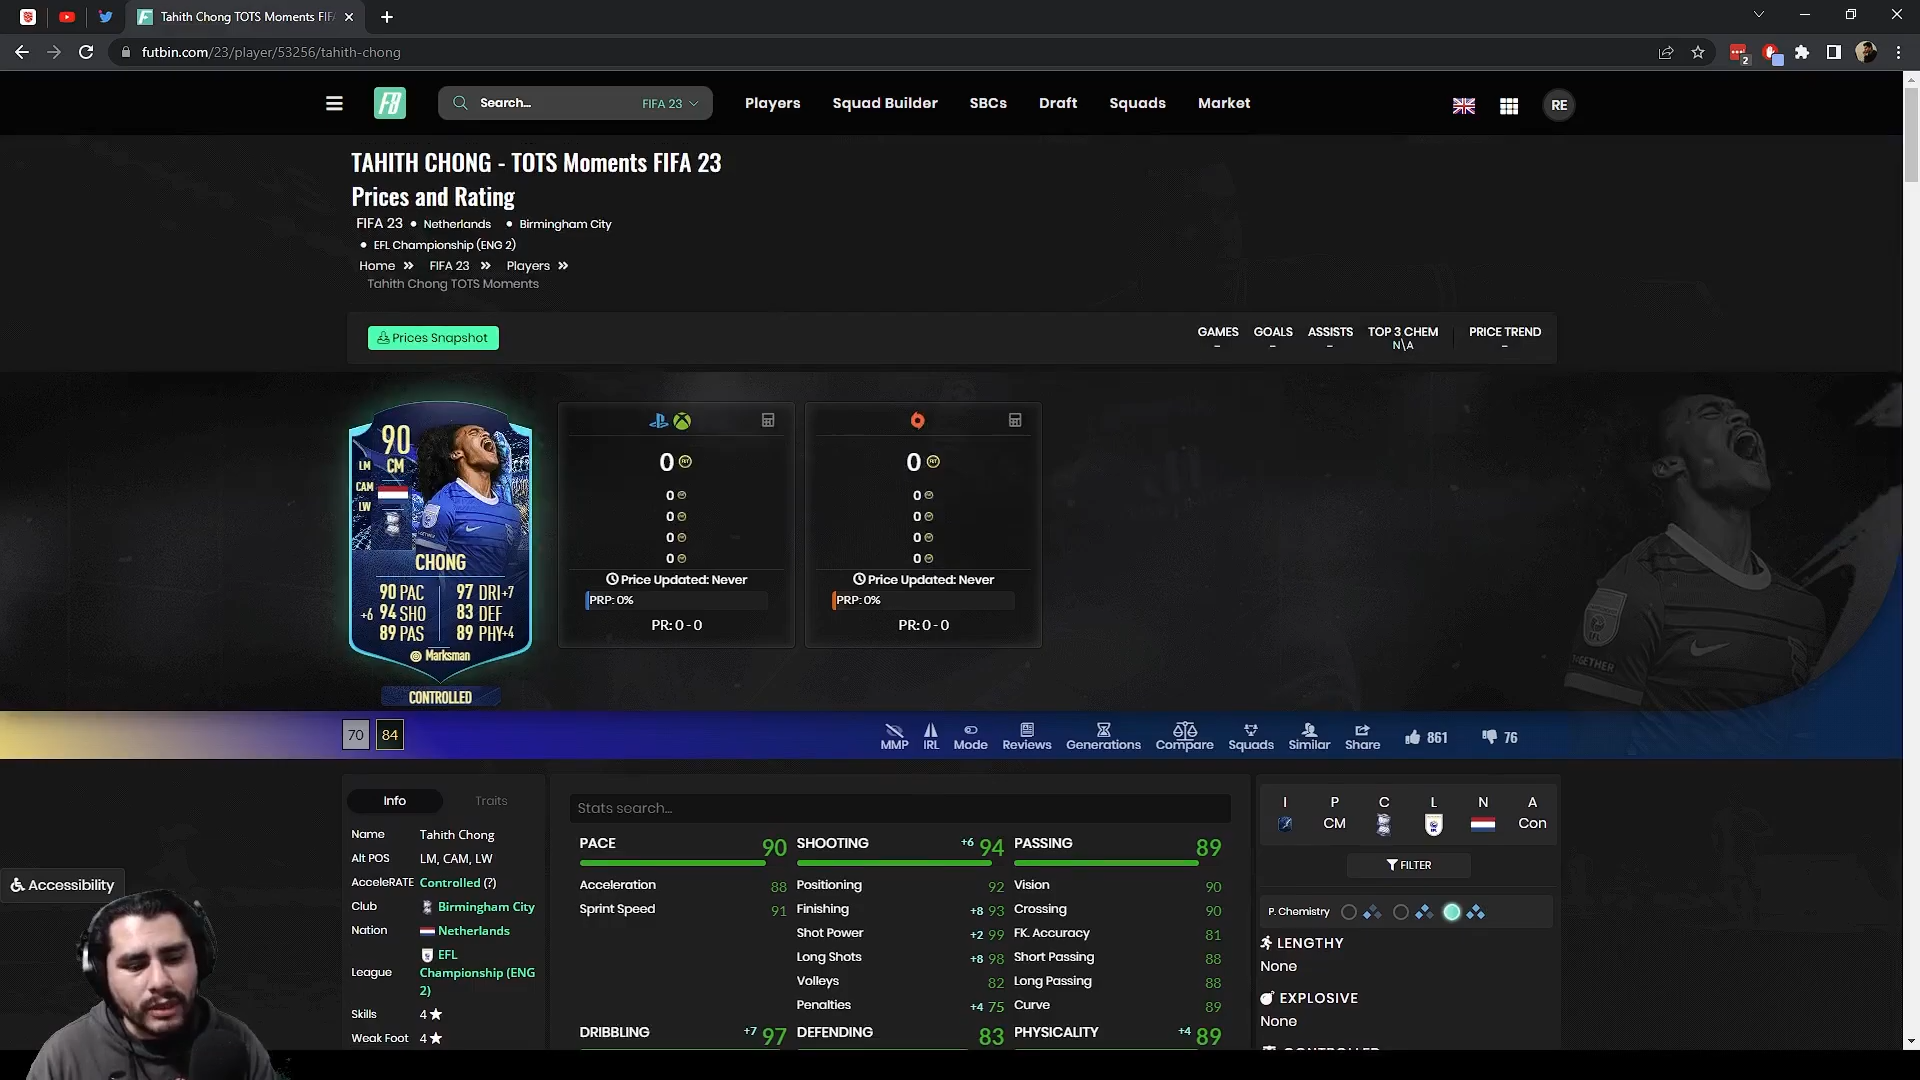 Tahith Chong TOTS Moments FIF
futbin.com/23/player/53256/tahith-chong
2
FB
Search...
FIFA 23
Players
Squad Builder
SBCs
Draft
Squads
Market
RE
TAHITH CHONG - TOTS Moments FIFA 23
Prices and Rating
FIFA 23 • Netherlands • Birmingham City
• EFL Championship (ENG 2)
Home » FIFA 23 » Players »
Tahith Chong TOTS Moments
Prices Snapshot
GAMES GOALS ASSISTS TOP 3 CHEM PRICE TREND
- - - N\A -
90
CM
LM
CAM
LW
CHONG
90 PAC 97 DRI+7
+6 94 SHO 83 DEF
89 PAS 89 PHY+4
Marksman
CONTROLLED
0
0
0
0
0
Price Updated: Never
PRP: 0%
PR: 0 - 0
0
0
0
0
0
Price Updated: Never
PRP: 0%
PR: 0 - 0
70 84
MMP IRL Mode Reviews Generations Compare Squads Similar Share 861 76
Info Traits
Name Tahith Chong
Alt POS LM, CAM, LW
AcceleRATE Controlled (?)
Club Birmingham City
Nation Netherlands
League EFL
Championship (ENG
2)
Skills 4★
Weak Foot 4★
Stats search...
PACE 90
Acceleration 88
Sprint Speed 91
SHOOTING +6 94
Positioning 92
Finishing +8 93
Shot Power +2 99
Long Shots +8 98
Volleys 82
Penalties +4 75
PASSING 89
Vision 90
Crossing 90
FK. Accuracy 81
Short Passing 88
Long Passing 88
Curve 89
DRIBBLING +7 97
DEFENDING 83
PHYSICALITY +4 89
I P C L N A
CM Con
FILTER
P. Chemistry
LENGTHY
None
EXPLOSIVE
None
CONTROLLED
Accessibility